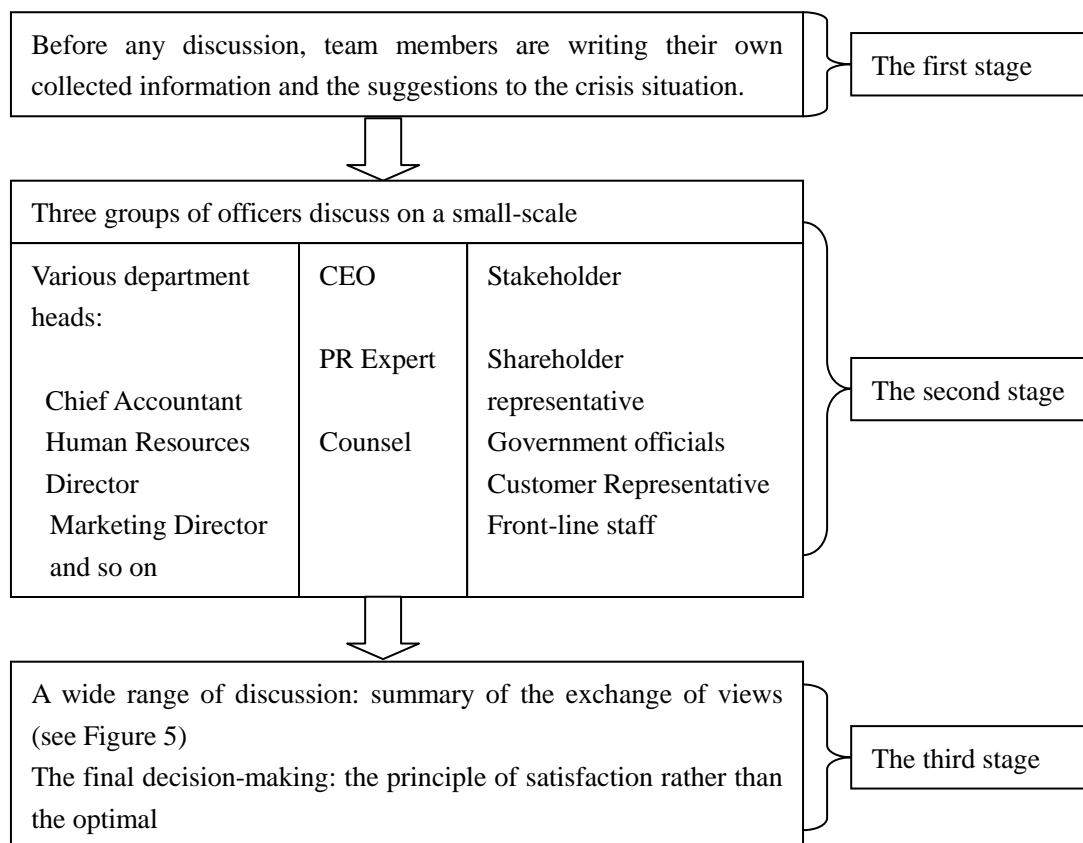 Before any discussion, team members are writing their own
collected information and the suggestions to the crisis situation.
The first stage
Three groups of officers discuss on a small-scale
Various department
heads:
Chief Accountant
Human Resources
Director
Marketing Director
and so on
CEO
PR Expert
Counsel
Stakeholder
Shareholder
representative
Government officials
Customer Representative
Front-line staff
The second stage
A wide range of discussion: summary of the exchange of views
(see Figure 5)
The final decision-making: the principle of satisfaction rather than
the optimal
The third stage